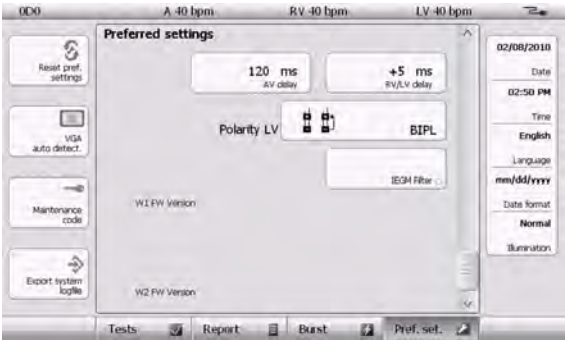 0D0 A 40 bpm RV 40 bpm LV 40 bpm
Preferred settings
Reset pref.
settings
VGA
auto detect.
Maintenance
code
Export system
logfile
120 ms
AV delay
+5 ms
RV/LV delay
Polarity LV BIPL
IEGM Filter
W1 FW Version
W2 FW Version
02/08/2010
Date
02:50 PM
Time
English
Language
mm/dd/yyyy
Date format
Normal
Illumination
Tests Report Burst Pref. set.